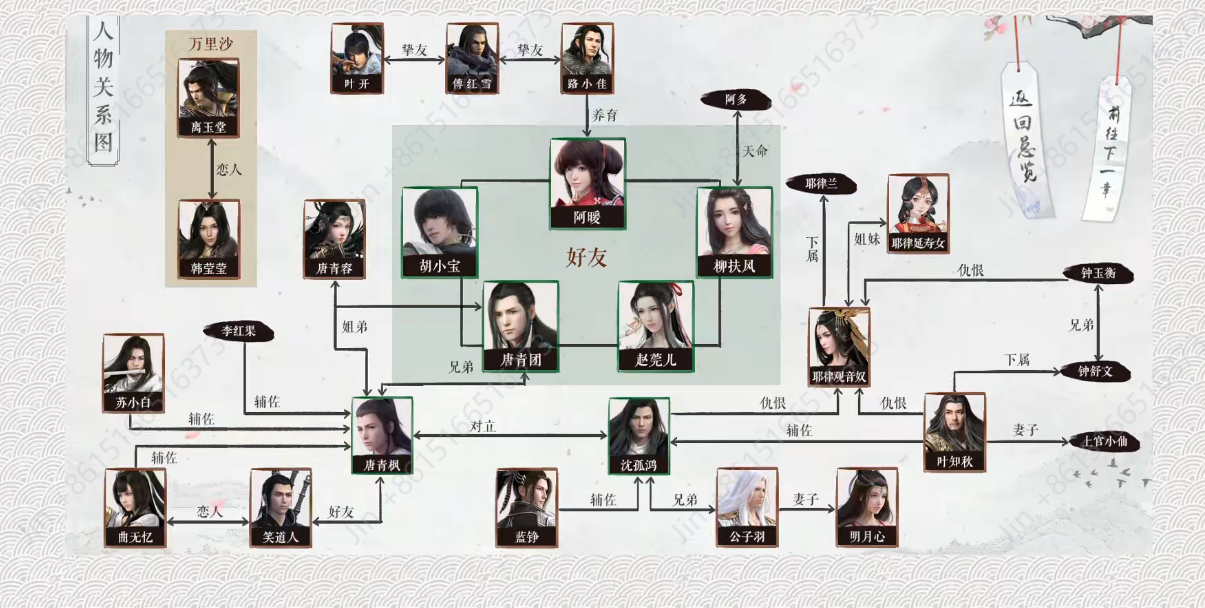 人物关系图
万里沙
离玉堂
恋人
韩莹莹
叶开
挚友
傅红雪
挚友
路小佳
养育
阿多
天命
返回总览
前往下一章
阿暖
胡小宝
好友
柳扶风
唐青容
唐青团
赵莞儿
姐弟
兄弟
耶律兰
下属
姐妹
耶律延寿女
仇恨
钟玉衡
兄弟
耶律观音奴
下属
钟舒文
李红渠
苏小白
辅佐
辅佐
辅佐
唐青枫
对立
沈孤鸿
仇恨
仇恨
辅佐
叶知秋
妻子
上官小仙
曲无忆
恋人
笑道人
好友
蓝铮
辅佐
兄弟
公子羽
妻子
明月心